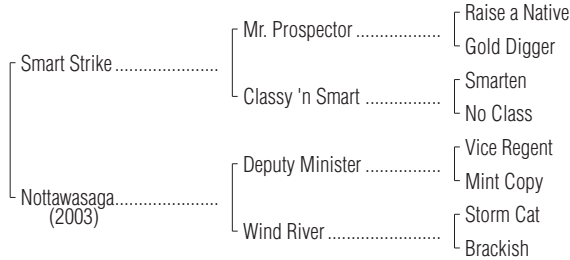 Raise a Native
Mr. Prospector ..................
Gold Digger
Smart Strike ......................
Smarten
Classy 'n Smart ................
No Class
Vice Regent
Deputy Minister ................
Mint Copy
Nottawasaga......................
(2003)
Storm Cat
Wind River ........................
Brackish